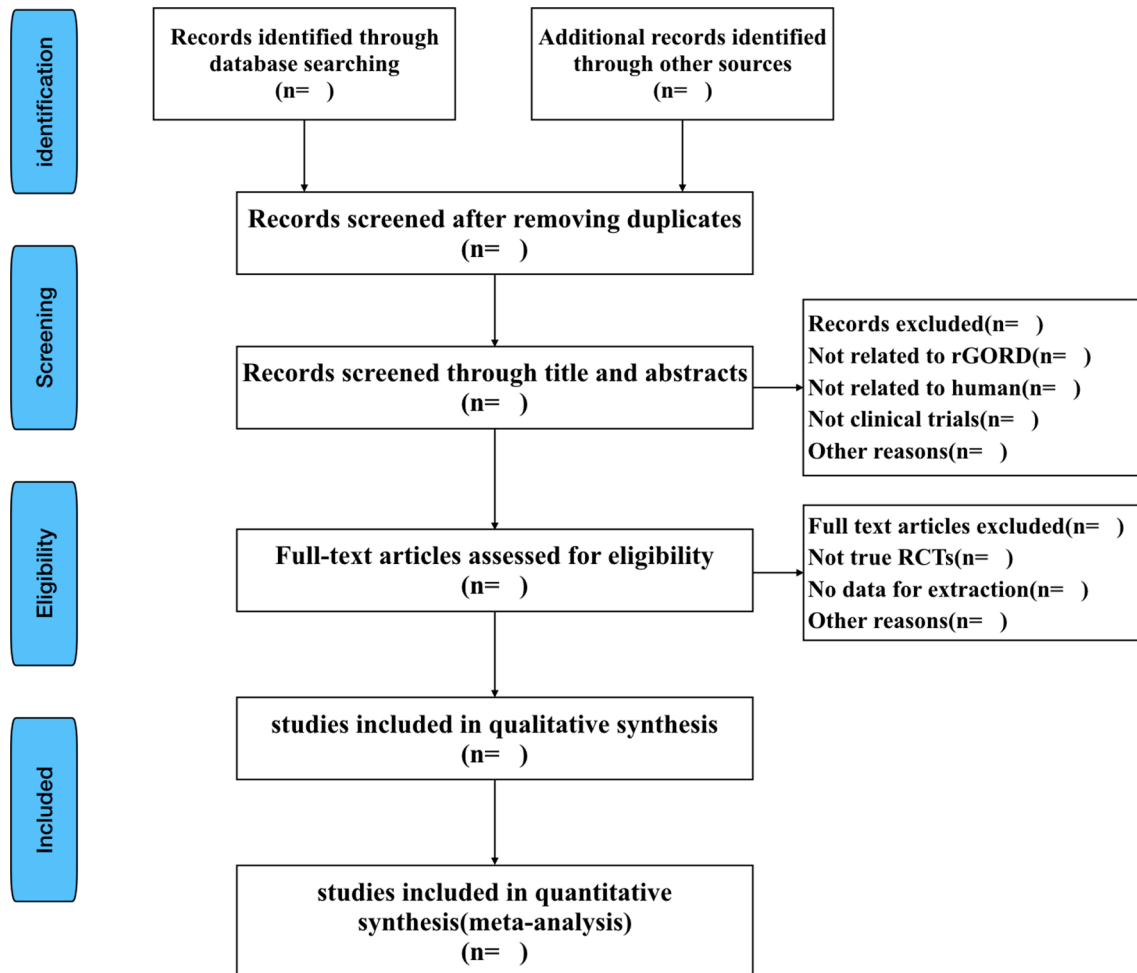 identification
Records identified through
database searching
(n=   )
Additional records identified
through other sources
(n=   )
Records screened after removing duplicates
(n=   )
Screening
Records screened through title and abstracts
(n=   )
Records excluded(n=   )
Not related to rGORD(n=   )
Not related to human(n=   )
Not clinical trials(n=   )
Other reasons(n=   )
Eligibility
Full-text articles assessed for eligibility
(n=   )
Full text articles excluded(n=   )
Not true RCTs(n=   )
No data for extraction(n=   )
Other reasons(n=   )
Included
studies included in qualitative synthesis
(n=   )
studies included in quantitative
synthesis(meta-analysis)
(n=   )